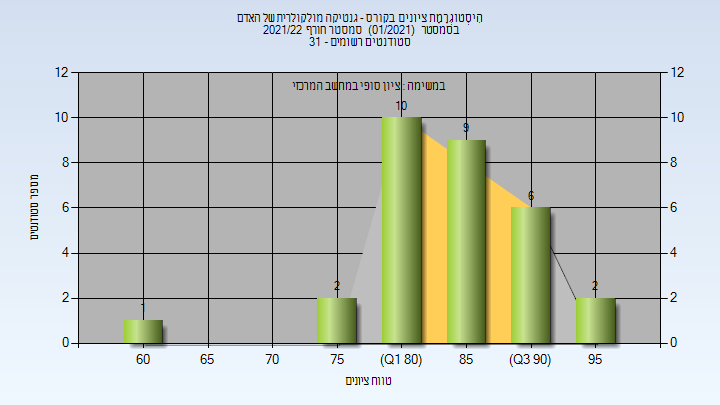 הִיסְטוֹגְרָמַת ציונים בקורס - גנטיקה מולקולרית של האדם
בסמסטר (01/2021) סמסטר חורף 2021/22
סטודנטים רשומים - 31
במשימה : ציון סופי במחשב המרכזי
12 12
10 10 10
9
8 8
6 6 6
4 4
2 2 2 2
1
0 0
60 65 70 75 (Q1 80) 85 (Q3 90) 95
מספר סטודנטים
טווח ציונים